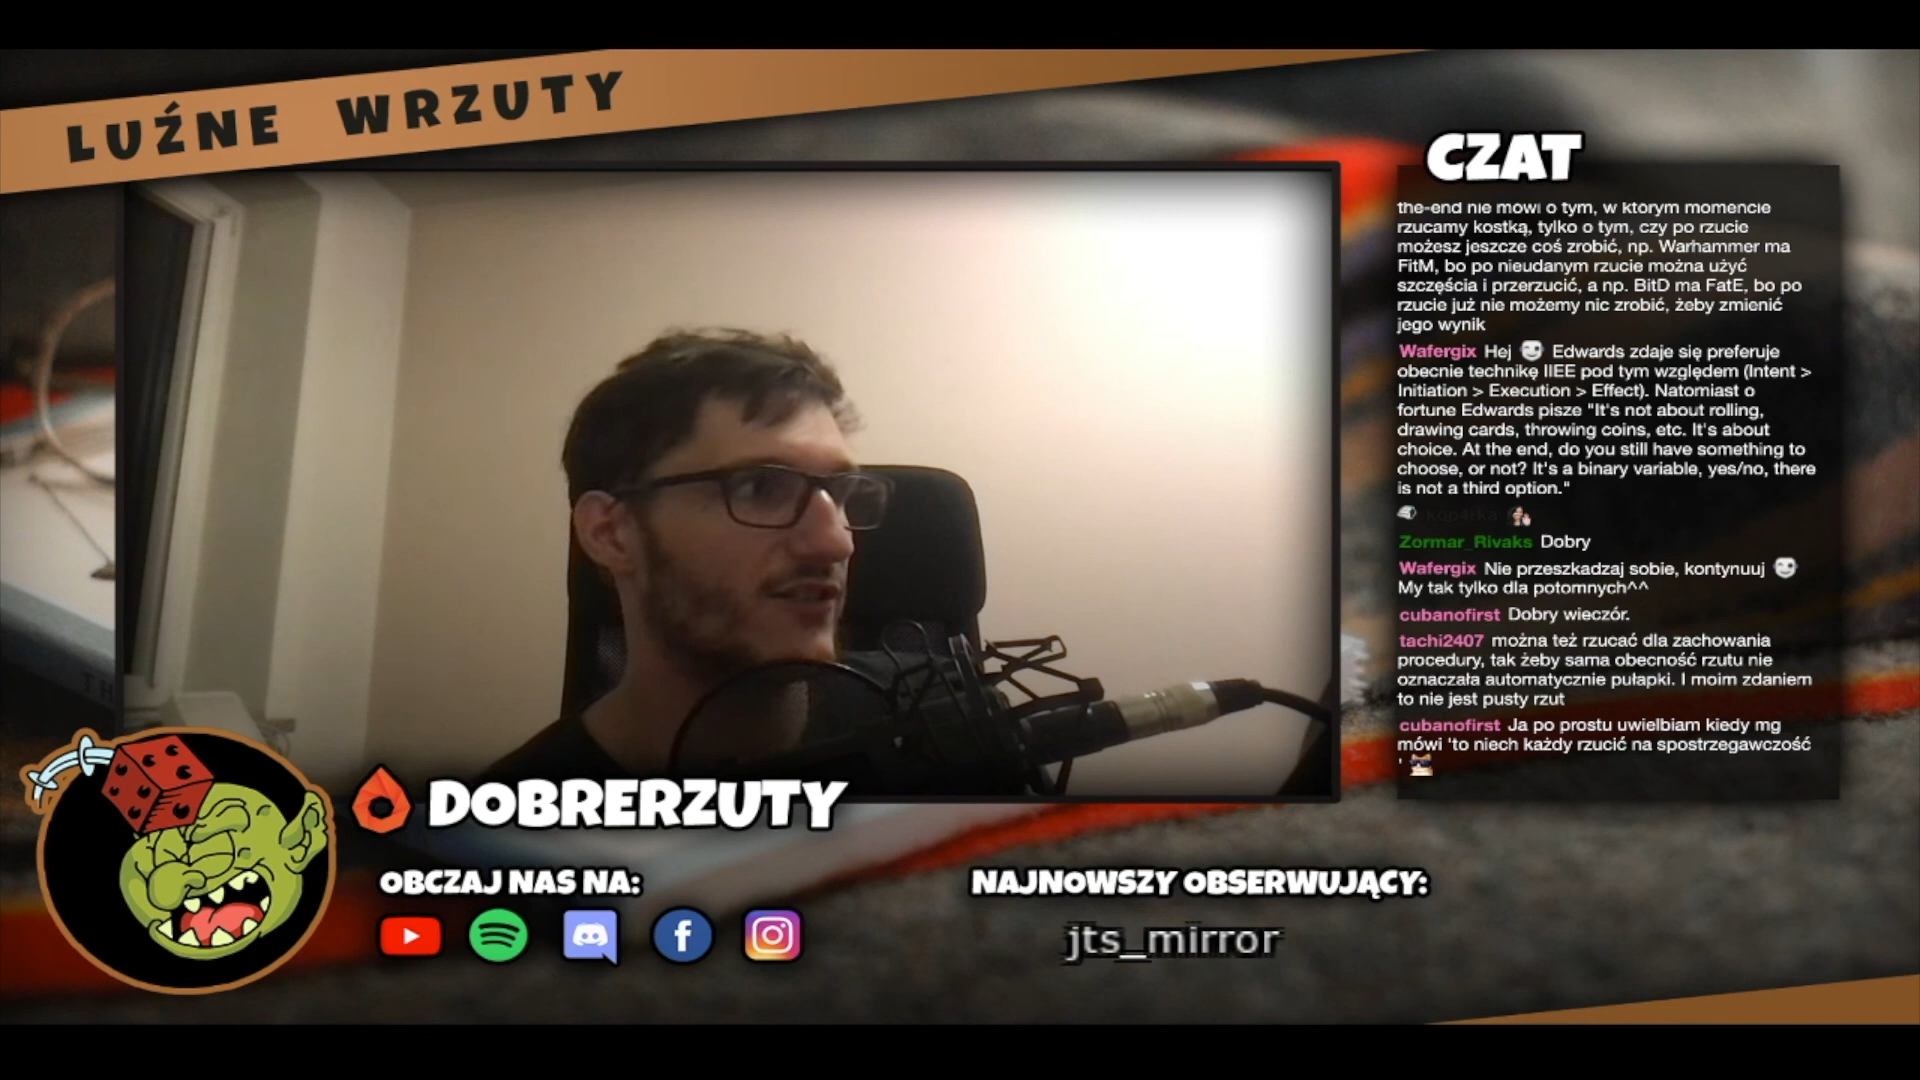 LUŹNE WRZUTY
CZAT
the-end nie mówi o tym, w którym momencie
rzucamy kostką, tylko o tym, czy po rzucie
możesz jeszcze coś zrobić, np. Warhammer ma
FitM, bo po nieudanym rzucie można użyć
szczęścia i przerzucić, a np. BitD ma FatE, bo po
rzucie już nie możemy nic zrobić, żeby zmienić
jego wynik
Wafergix Hej Edwards zdaje się preferuje
obecnie technikę IIEE pod tym względem (Intent >
Initiation > Execution > Effect). Natomiast o
fortune Edwards pisze "It's not about rolling,
drawing cards, throwing coins, etc. It's about
choice. At the end, do you still have something to
choose, or not? It's a binary variable, yes/no, there
is not a third option."
Zormar_Rivaks Dobry
Wafergix Nie przeszkadzaj sobie, kontynuuj
My tak tylko dla potomnych^^
cubanofirst Dobry wieczór.
tachi2407 można też rzucać dla zachowania
procedury, tak żeby sama obecność rzutu nie
oznaczała automatycznie pułapki. I moim zdaniem
to nie jest pusty rzut
cubanofirst Ja po prostu uwielbiam kiedy mg
mówi 'to niech każdy rzucić na spostrzegawczość
'
DOBRERZUTY
OBCZAJ NAS NA:
NAJNOWSZY OBSERWUJĄCY:
jts_mirror